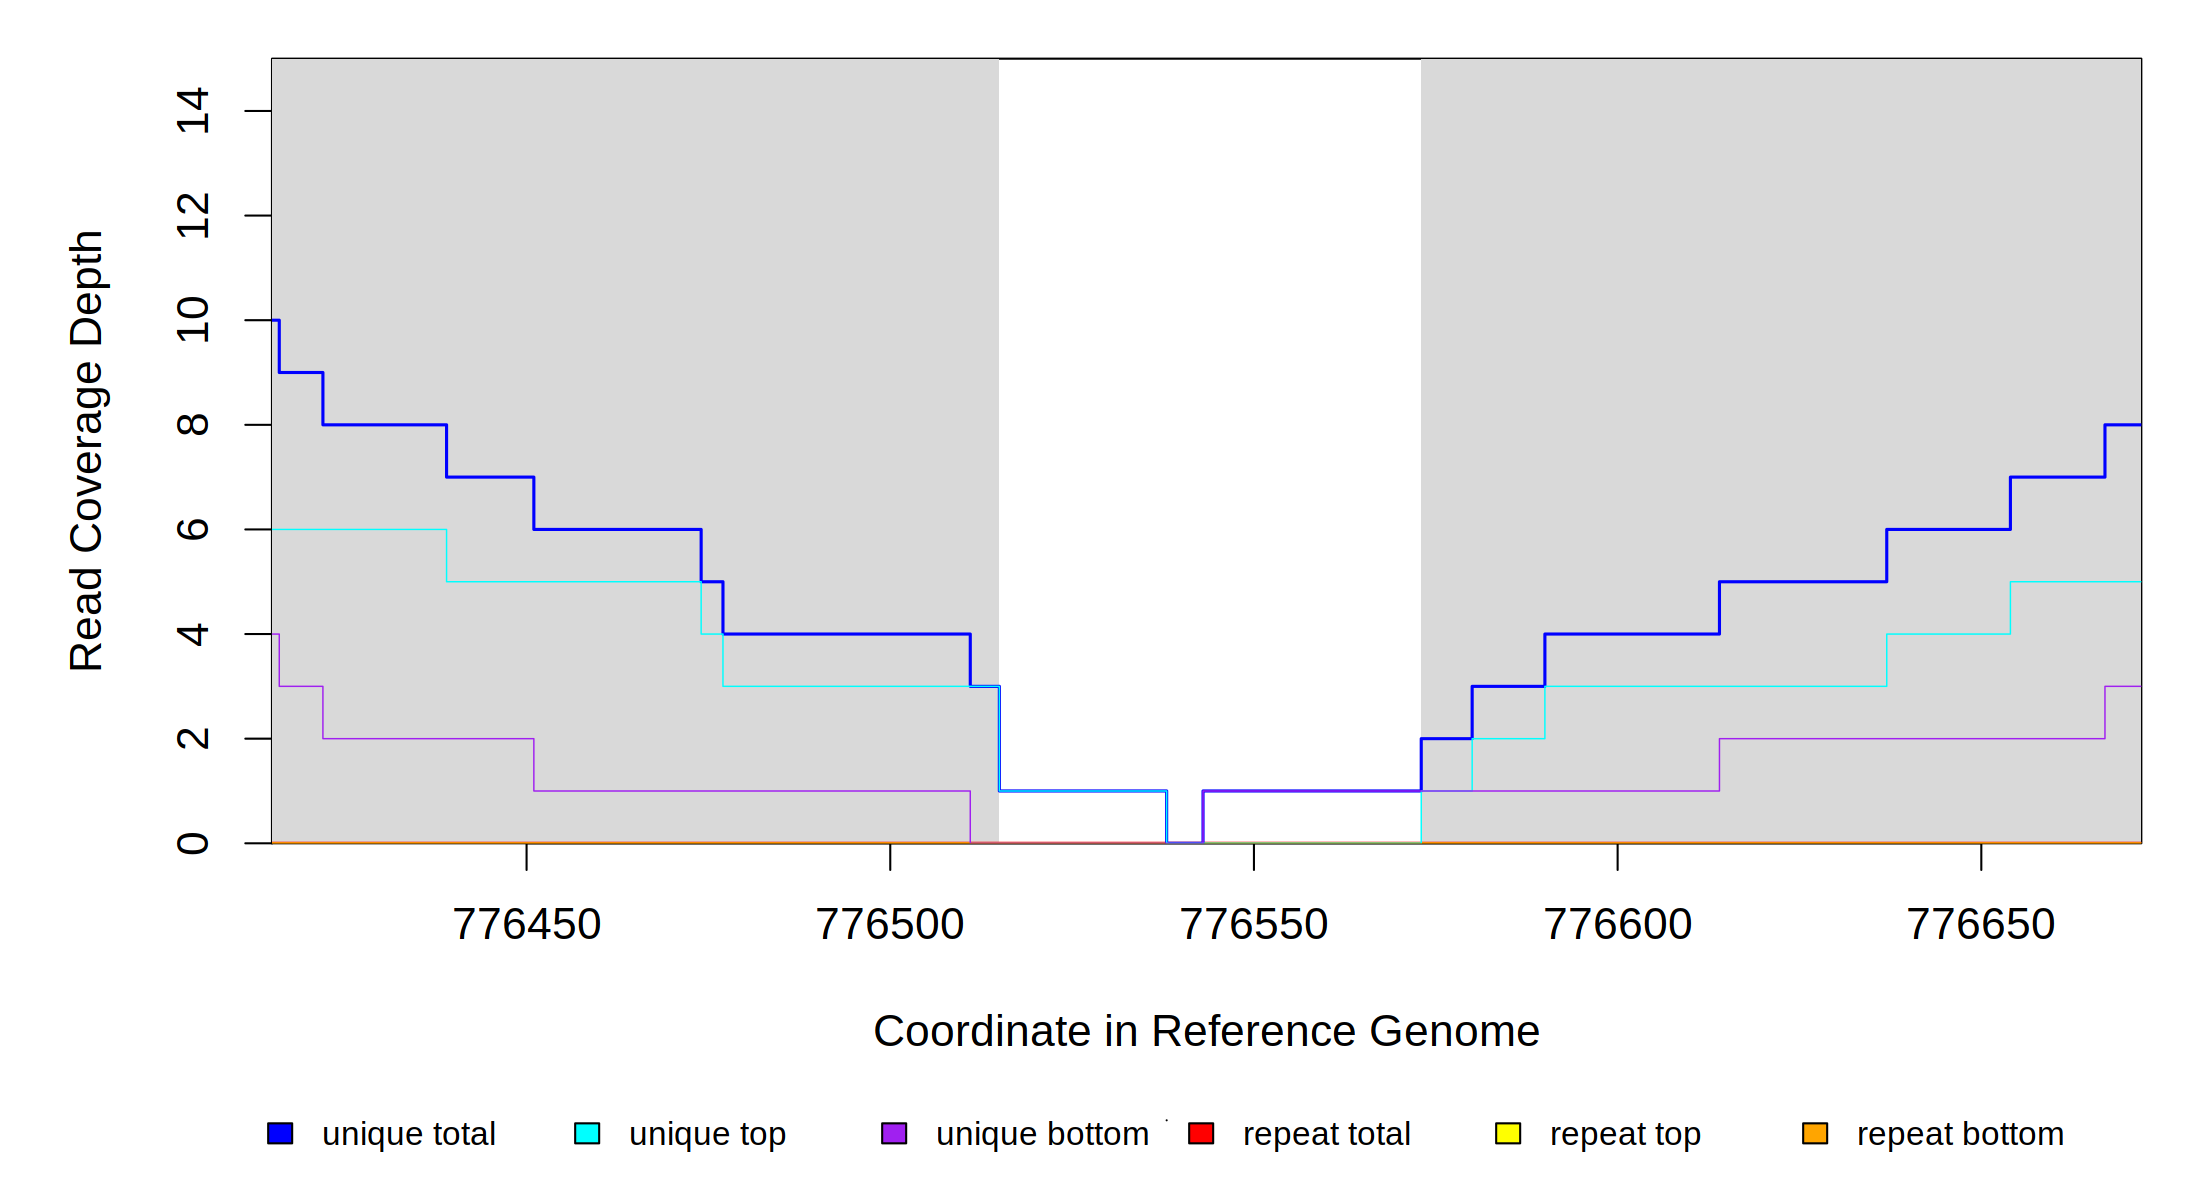 Read Coverage Depth
14
12
10
8
6
4
2
0
776450 776500 776550 776600 776650
Coordinate in Reference Genome
unique total unique top unique bottom repeat total repeat top repeat bottom